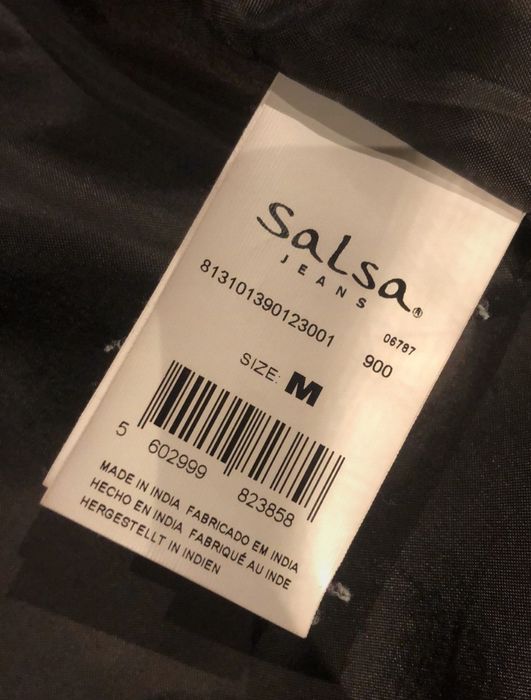 Salsa®
JEANS
813101390123001
06787
900
SIZE: M
5 602999 823858
MADE IN INDIA FABRICADO EM INDIA
HECHO EN INDIA FABRIQUÉ AU INDE
HERGESTELLT IN INDIEN